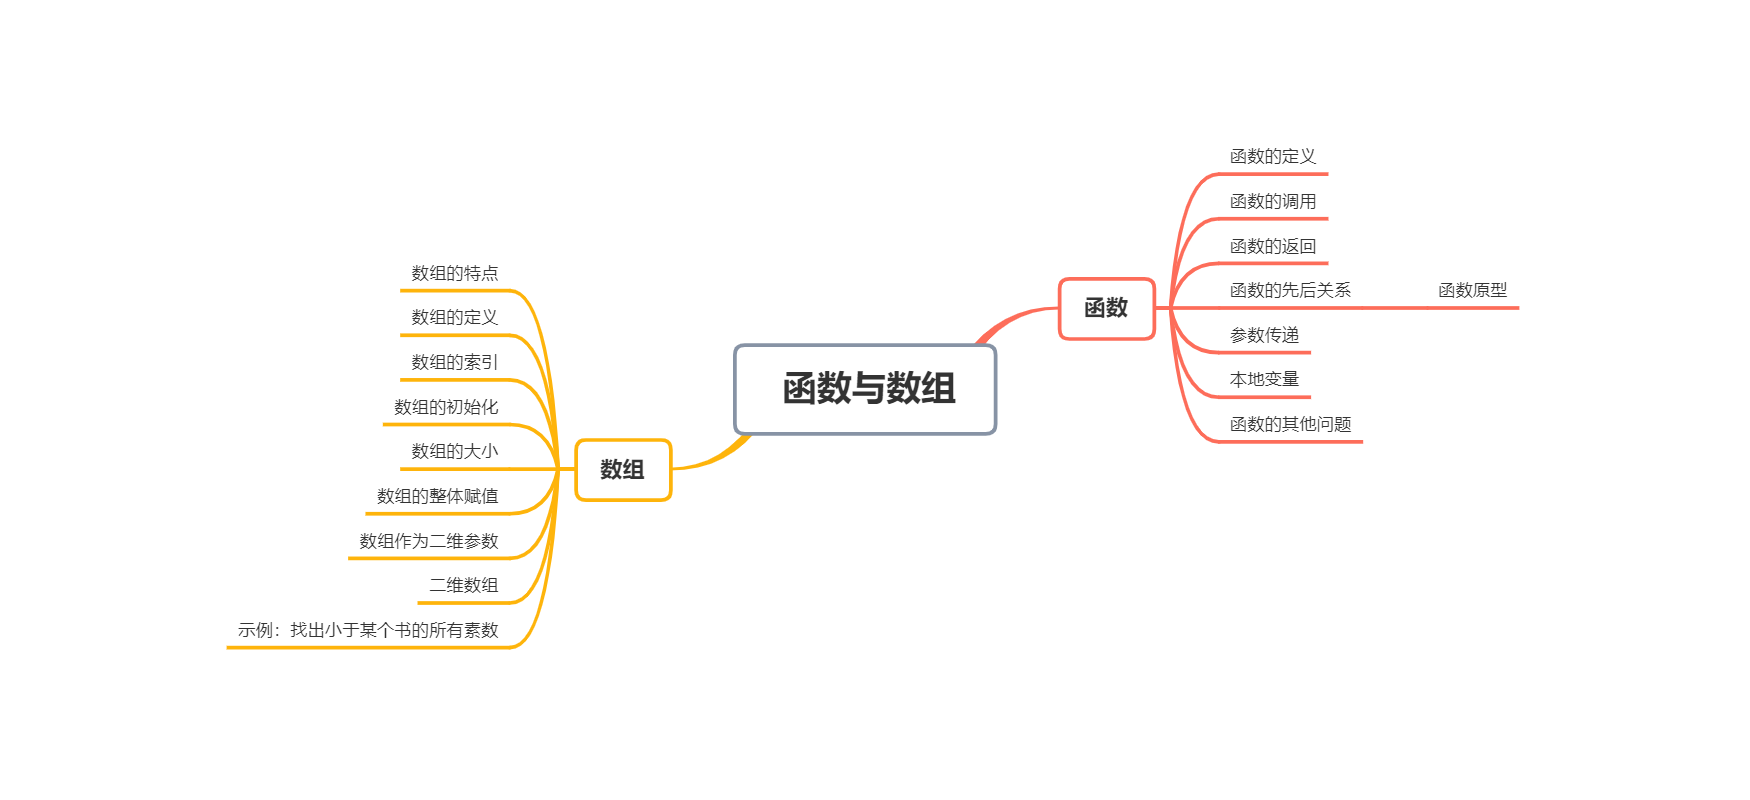 函数与数组
函数
函数的定义
函数的调用
函数的返回
函数的先后关系
函数原型
参数传递
本地变量
函数的其他问题
数组
数组的特点
数组的定义
数组的索引
数组的初始化
数组的大小
数组的整体赋值
数组作为二维参数
二维数组
示例：找出小于某个书的所有素数